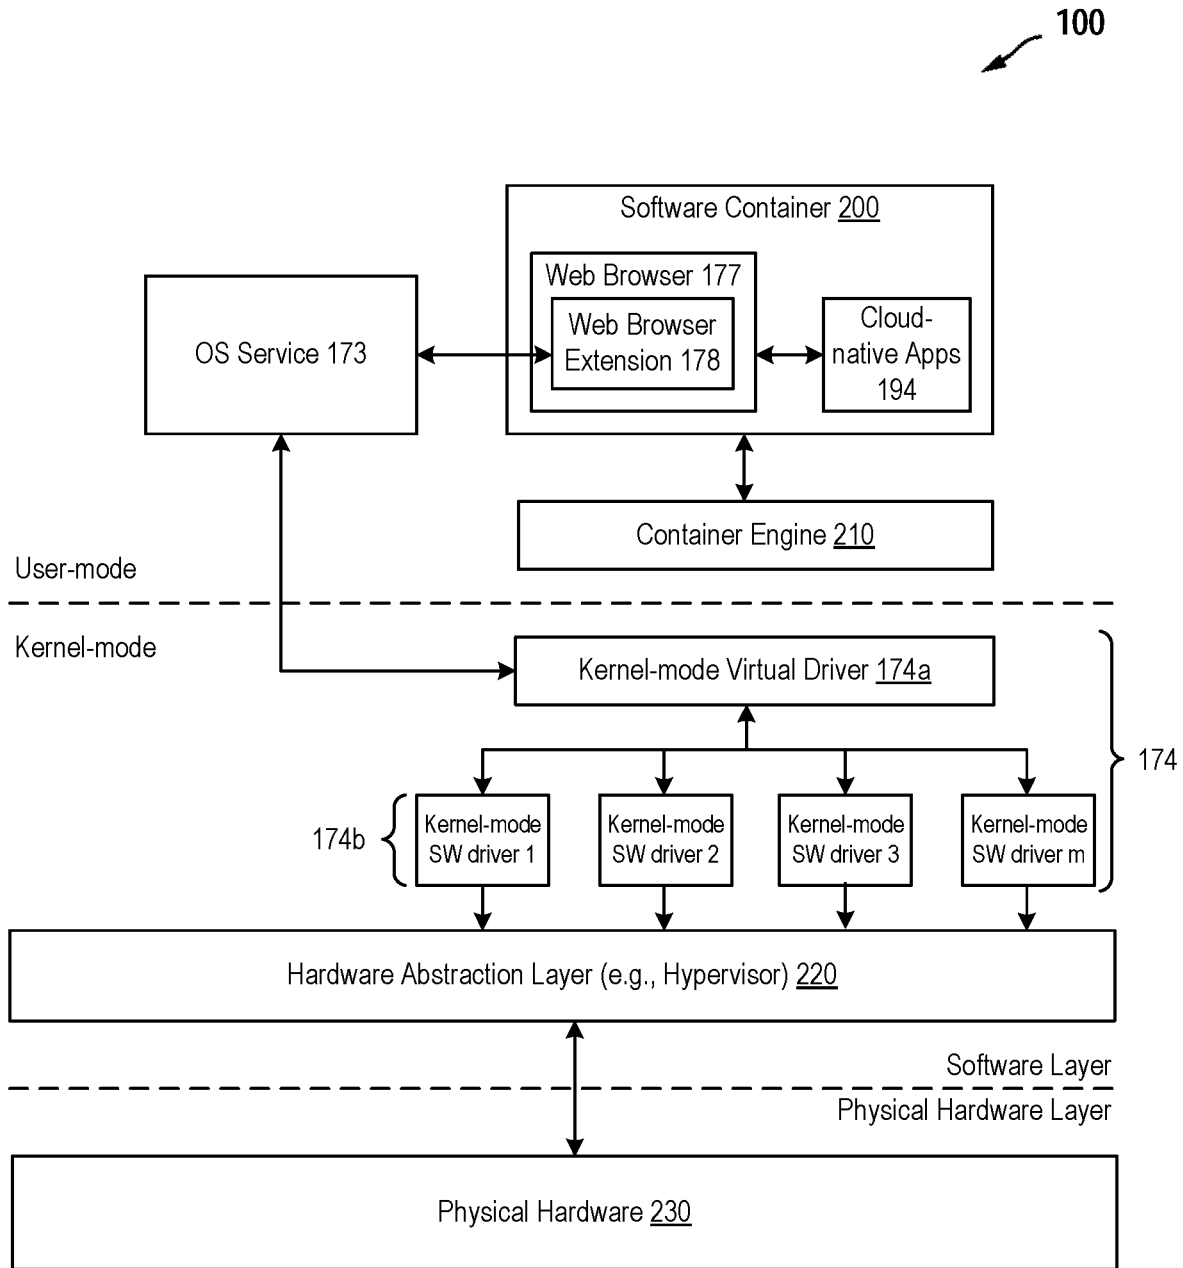 100
Software Container 200
Web Browser 177
Web Browser
Extension 178
Cloud-
native Apps
194
OS Service 173
Container Engine 210
User-mode
Kernel-mode
Kernel-mode Virtual Driver 174a
174
174b
Kernel-mode
SW driver 1
Kernel-mode
SW driver 2
Kernel-mode
SW driver 3
Kernel-mode
SW driver m
Hardware Abstraction Layer (e.g., Hypervisor) 220
Software Layer
Physical Hardware Layer
Physical Hardware 230